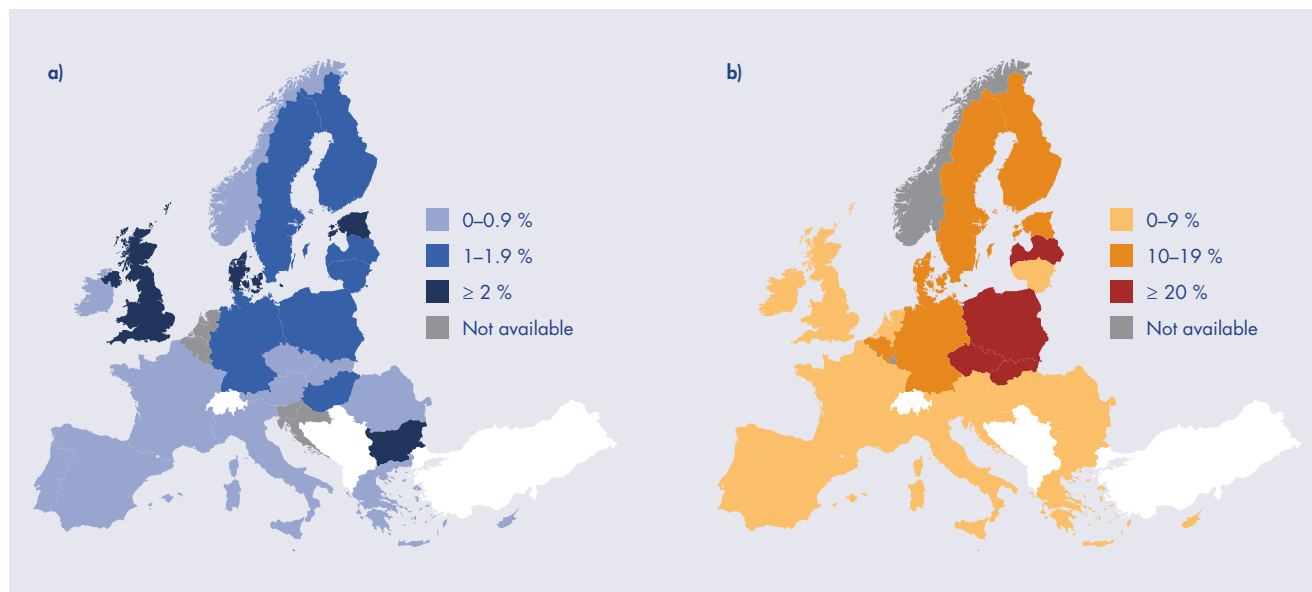 a)
0–0.9 %
1–1.9 %
≥ 2 %
Not available
b)
0–9 %
10–19 %
≥ 20 %
Not available